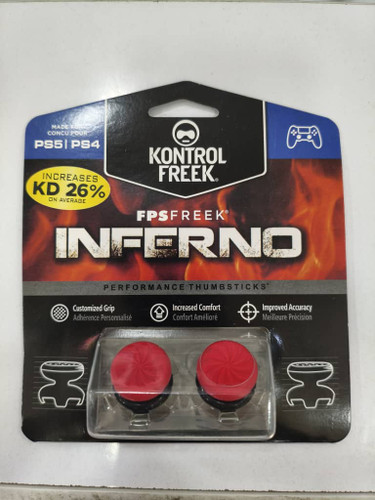 MADE FOR
CONÇU POUR
PS5 | PS4
KONTROL
FREEK®
INCREASES
KD 26%
ON AVERAGE
FPSFREEK®
INFERNO
PERFORMANCE THUMBSTICKS
Customized Grip
Adhérence Personnalisé
Increased Comfort
Confort Amélioré
Improved Accuracy
Meilleure Precision